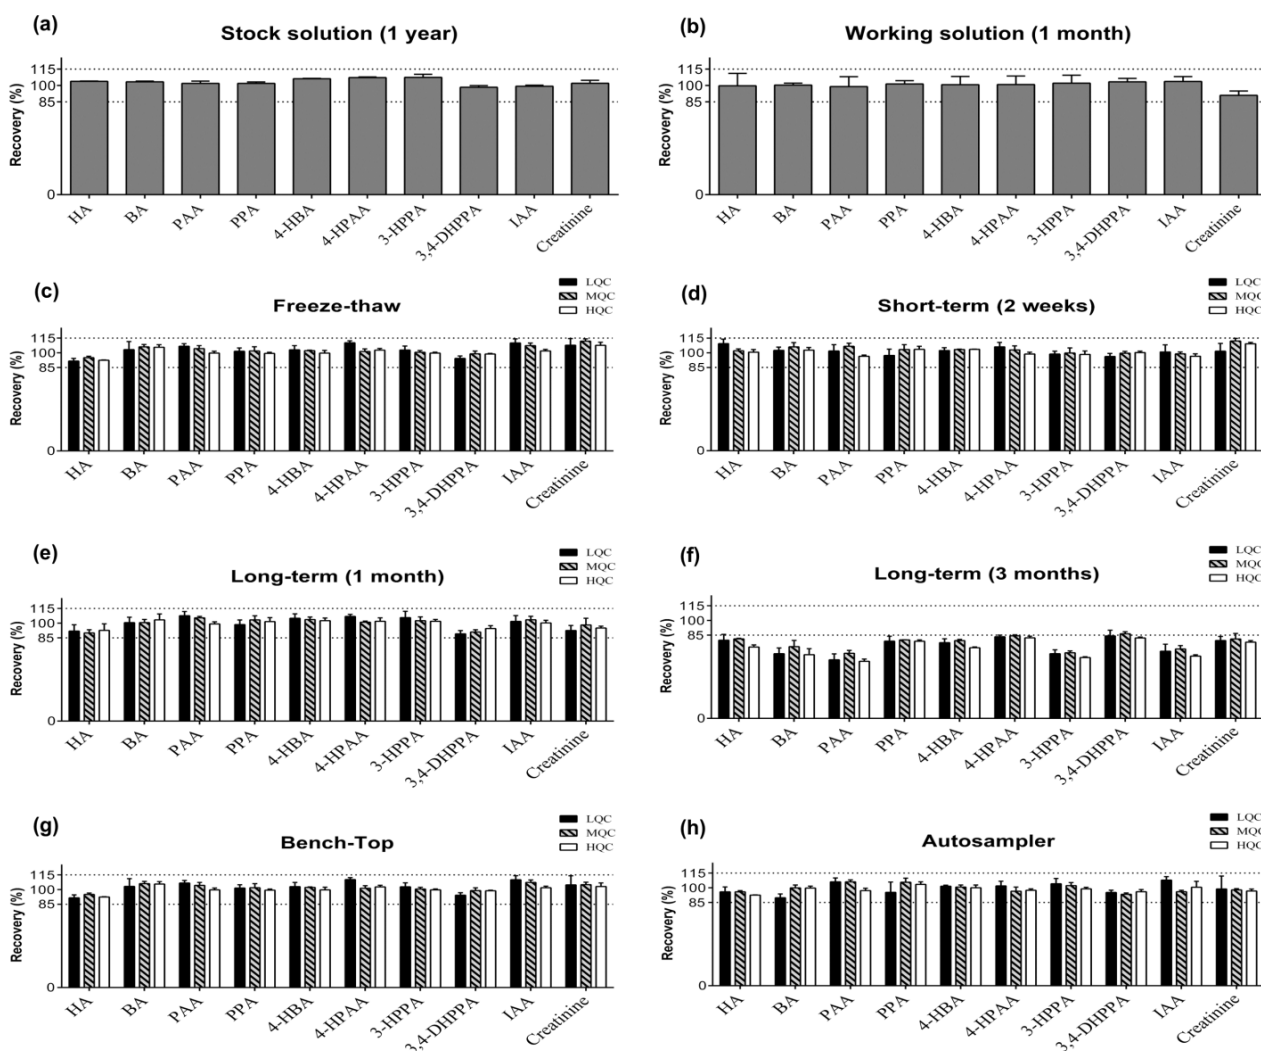 (a)
Stock solution (1 year)
Recovery (%)
115
100
85
0
HA
BA
PAA
PPA
4-HBA
4-HPAA
3-HPPA
3,4-DHPPA
IAA
Creatinine
(b)
Working solution (1 month)
Recovery (%)
115
100
85
0
HA
BA
PAA
PPA
4-HBA
4-HPAA
3-HPPA
3,4-DHPPA
IAA
Creatinine
(c)
Freeze-thaw
LQC
MQC
HQC
Recovery (%)
115
100
85
0
HA
BA
PAA
PPA
4-HBA
4-HPAA
3-HPPA
3,4-DHPPA
IAA
Creatinine
(d)
Short-term (2 weeks)
LQC
MQC
HQC
Recovery (%)
115
100
85
0
HA
BA
PAA
PPA
4-HBA
4-HPAA
3-HPPA
3,4-DHPPA
IAA
Creatinine
(e)
Long-term (1 month)
LQC
MQC
HQC
Recovery (%)
115
100
85
0
HA
BA
PAA
PPA
4-HBA
4-HPAA
3-HPPA
3,4-DHPPA
IAA
Creatinine
(f)
Long-term (3 months)
LQC
MQC
HQC
Recovery (%)
115
100
85
0
HA
BA
PAA
PPA
4-HBA
4-HPAA
3-HPPA
3,4-DHPPA
IAA
Creatinine
(g)
Bench-Top
LQC
MQC
HQC
Recovery (%)
115
100
85
0
HA
BA
PAA
PPA
4-HBA
4-HPAA
3-HPPA
3,4-DHPPA
IAA
Creatinine
(h)
Autosampler
LQC
MQC
HQC
Recovery (%)
115
100
85
0
HA
BA
PAA
PPA
4-HBA
4-HPAA
3-HPPA
3,4-DHPPA
IAA
Creatinine